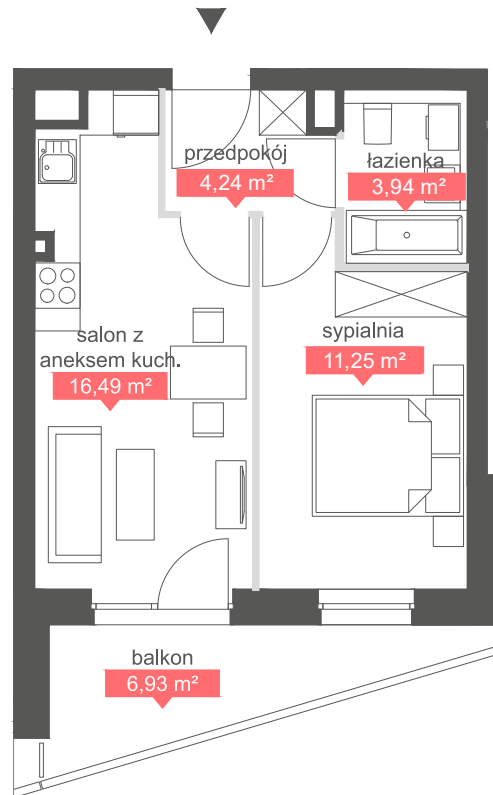 przedpokój
4,24 m²
łazienka
3,94 m²
salon z
aneksem kuch.
16,49 m²
sypialnia
11,25 m²
balkon
6,93 m²